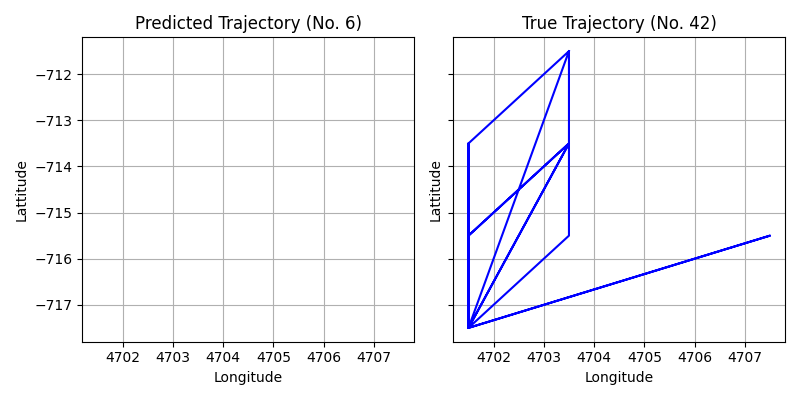 Predicted Trajectory (No. 6)
−712
−713
−714
−715
−716
−717
Lattitude
4702 4703 4704 4705 4706 4707
Longitude
True Trajectory (No. 42)
Lattitude
4702 4703 4704 4705 4706 4707
Longitude